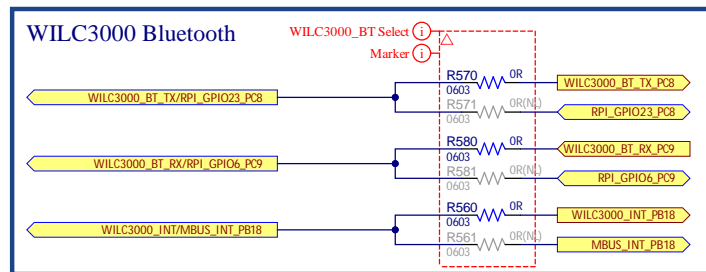 WILC3000 Bluetooth
WILC3000_BT Select i
Marker i
R570 0R
0603
WILC3000_BT_TX_PC8
WILC3000_BT_TX/RPI_GPIO23_PC8
R571 0R(NL)
0603
RPI_GPIO23_PC8
R580 0R
0603
WILC3000_BT_RX_PC9
WILC3000_BT_RX/RPI_GPIO6_PC9
R581 0R(NL)
0603
RPI_GPIO6_PC9
R560 0R
0603
WILC3000_INT_PB18
WILC3000_INT/MBUS_INT_PB18
R561 0R(NL)
0603
MBUS_INT_PB18